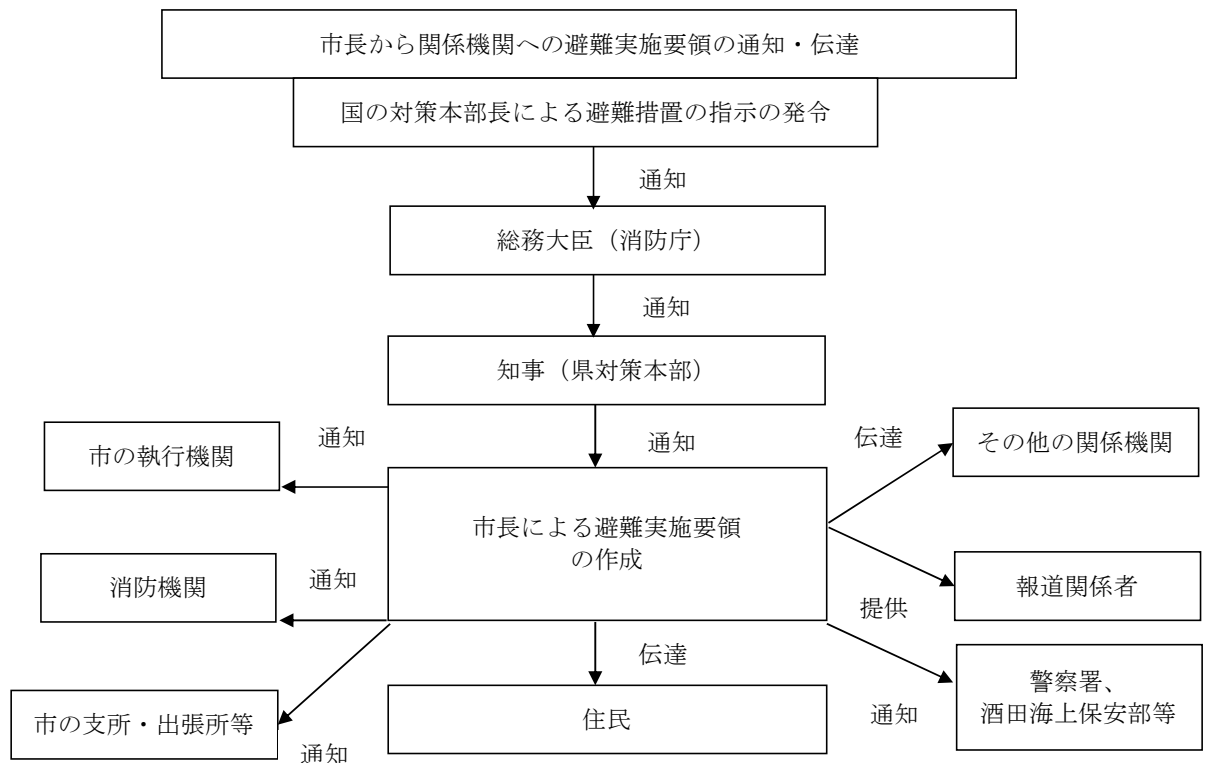 市長から関係機関への避難実施要領の通知・伝達
国の対策本部長による避難措置の指示の発令
通知
総務大臣（消防庁）
通知
知事（県対策本部）
通知
市の執行機関
通知
伝達
その他の関係機関
市長による避難実施要領
の作成
消防機関
通知
報道関係者
提供
伝達
住民
警察署、
酒田海上保安部等
通知
市の支所・出張所等
通知